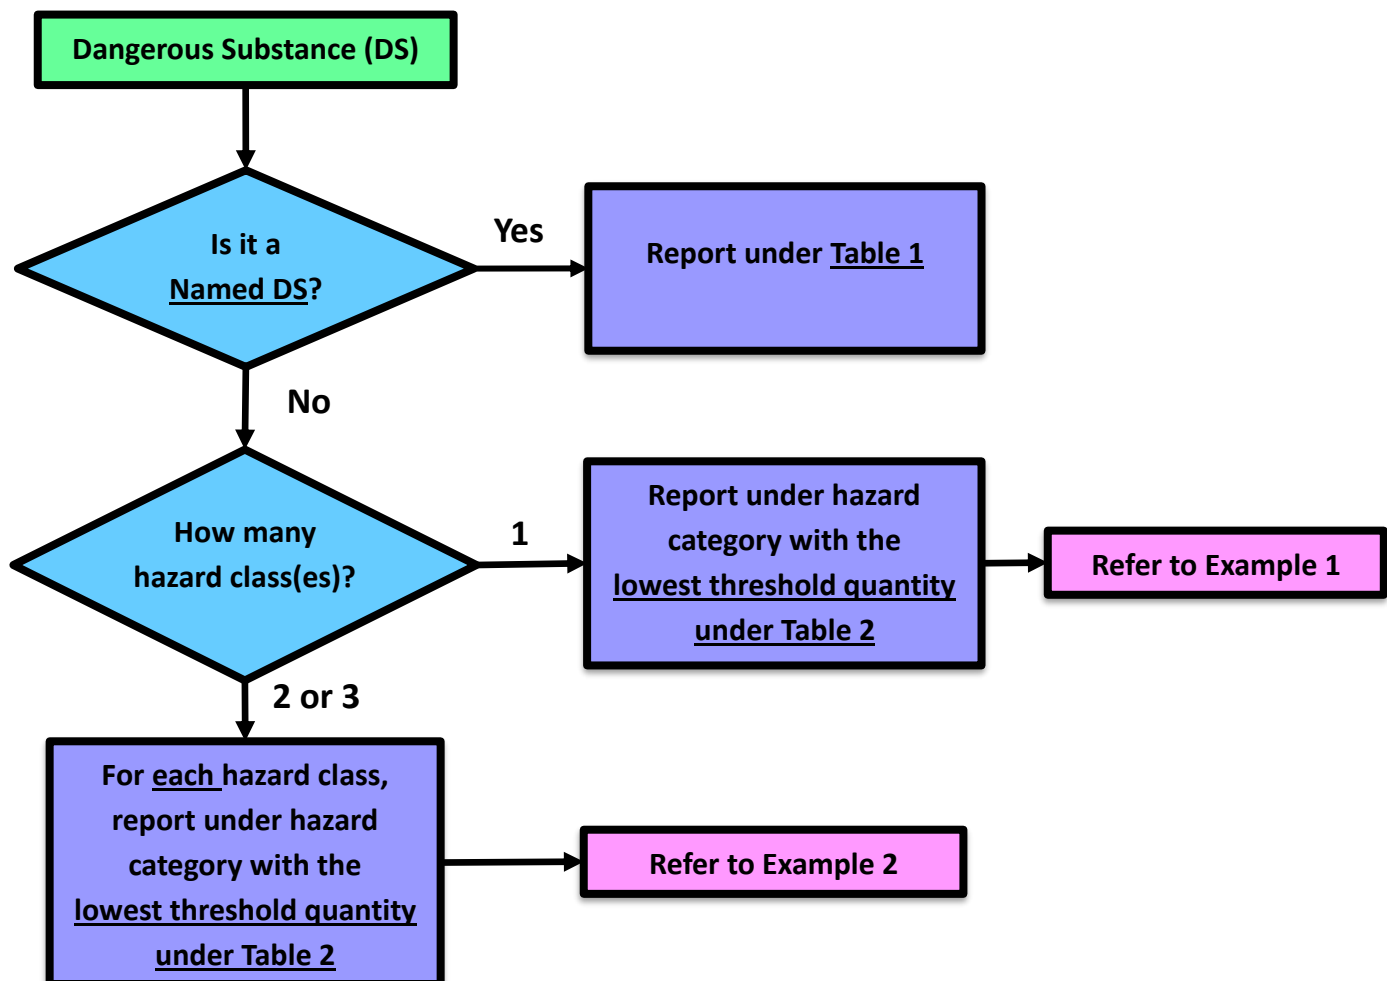 Dangerous Substance (DS)
Is it a
Named DS?
Yes
Report under Table 1
No
How many
hazard class(es)?
1
Report under hazard
category with the
lowest threshold quantity
under Table 2
Refer to Example 1
2 or 3
For each hazard class,
report under hazard
category with the
lowest threshold quantity
under Table 2
Refer to Example 2